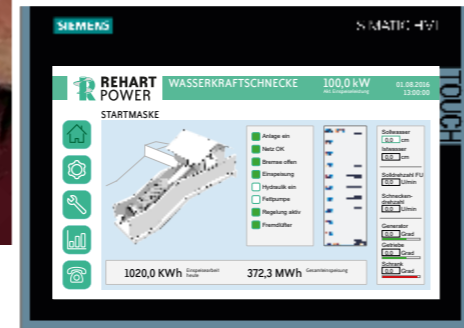 SIEMENS
SIMATIC HMI
TOUCH
REHART
POWER
WASSERKRAFTSCHNECKE
100,0 kW
Akt. Einspeiseleistung
01.08.2016
13:00:00
STARTMASKE
Anlage ein
Netz OK
Bremse offen
Einspeisung
Hydraulik ein
Fettpumpe
Regelung aktiv
Fremdlüfter
Sollwasser
0,0 cm
Istwasser
0,0 cm
Solldrehzahl FU
0,0 U/min
Schnecken-
drehzahl
0,0 U/min
Generator
0,0 Grad
Getriebe
0,0 Grad
Schrank
0,0 Grad
1020,0 KWh
Einspeisearbeit
heute
372,3 MWh
Gesamteinspeisung